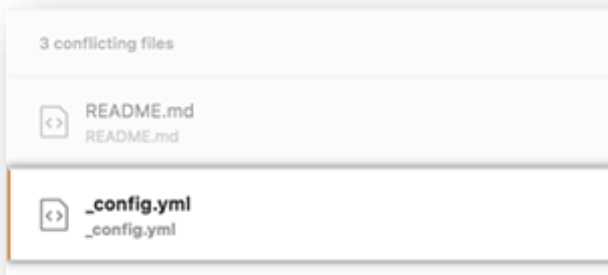 3 conflicting files
README.md
README.md
_config.yml
_config.yml